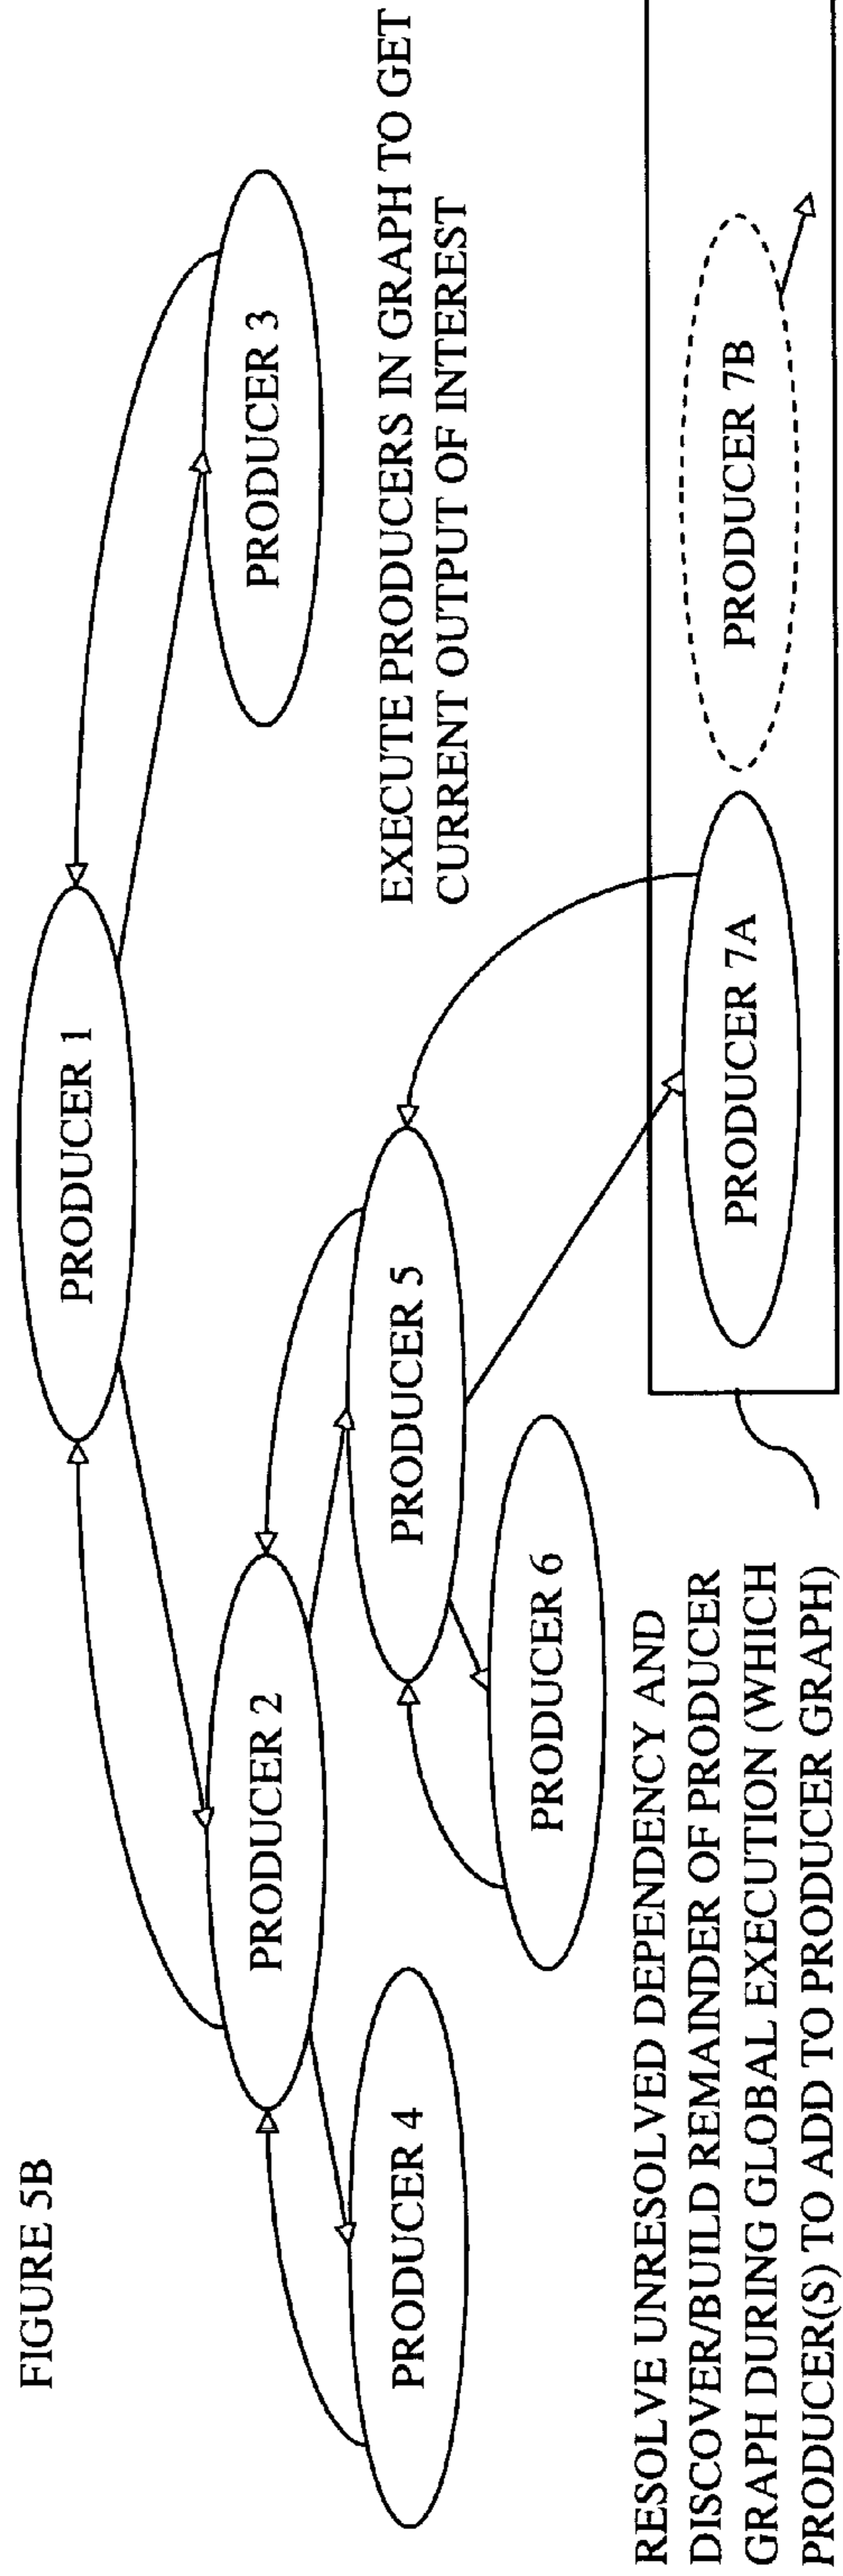 FIGURE 5B
PRODUCER 1
PRODUCER 2
PRODUCER 3
PRODUCER 4
PRODUCER 5
EXECUTE PRODUCERS IN GRAPH TO GET
CURRENT OUTPUT OF INTEREST
PRODUCER 6
PRODUCER 7A
PRODUCER 7B
RESOLVE UNRESOLVED DEPENDENCY AND
DISCOVER/BUILD REMAINDER OF PRODUCER
GRAPH DURING GLOBAL EXECUTION (WHICH
PRODUCER(S) TO ADD TO PRODUCER GRAPH)